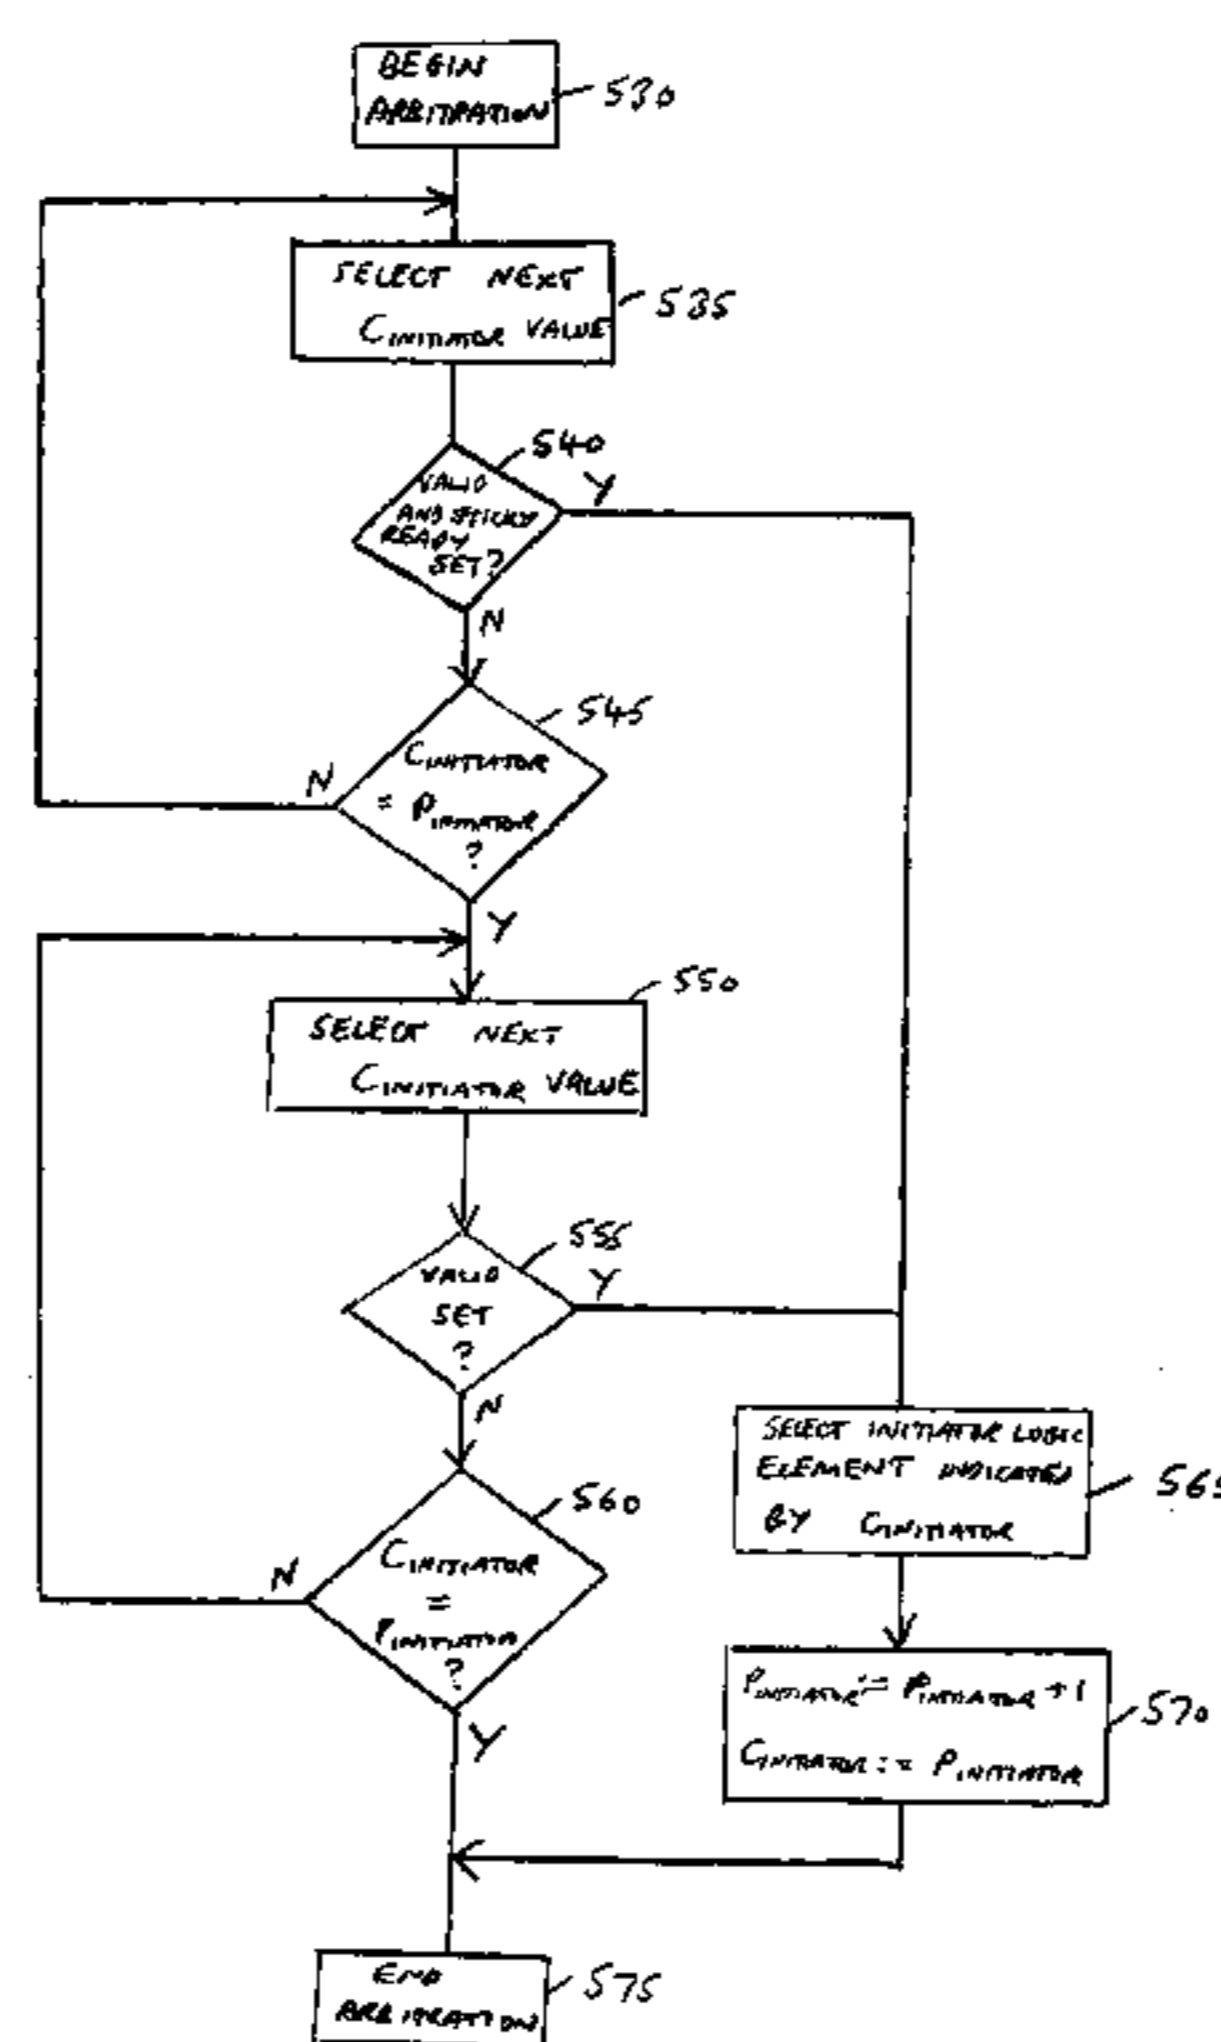 BEGIN
ARBITRATION
530
SELECT NEXT
CINITIATOR VALUE
535
540
VALID
AND STICKY
READY
SET?
Y
N
545
CINITIATOR
= PINITIATOR
?
N
Y
550
SELECT NEXT
CINITIATOR VALUE
555
VALID
SET
?
Y
N
560
CINITIATOR
=
PINITIATOR
?
N
Y
SELECT INITIATOR LOGIC
ELEMENT INDICATED
BY CINITIATOR
565
PINITIATOR := PINITIATOR +1
CINITIATOR := PINITIATOR
570
END
ARBITRATION
575